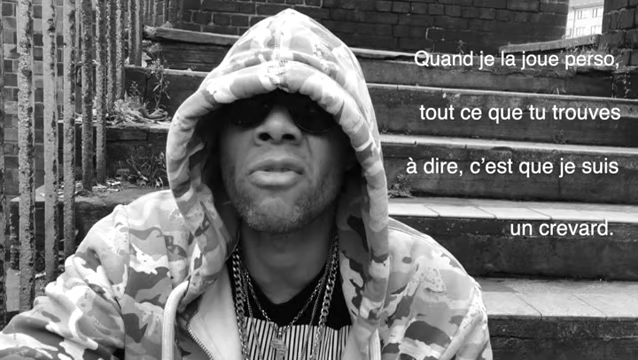 Quand je la joue perso,
tout ce que tu trouves
à dire, c’est que je suis
un crevard.